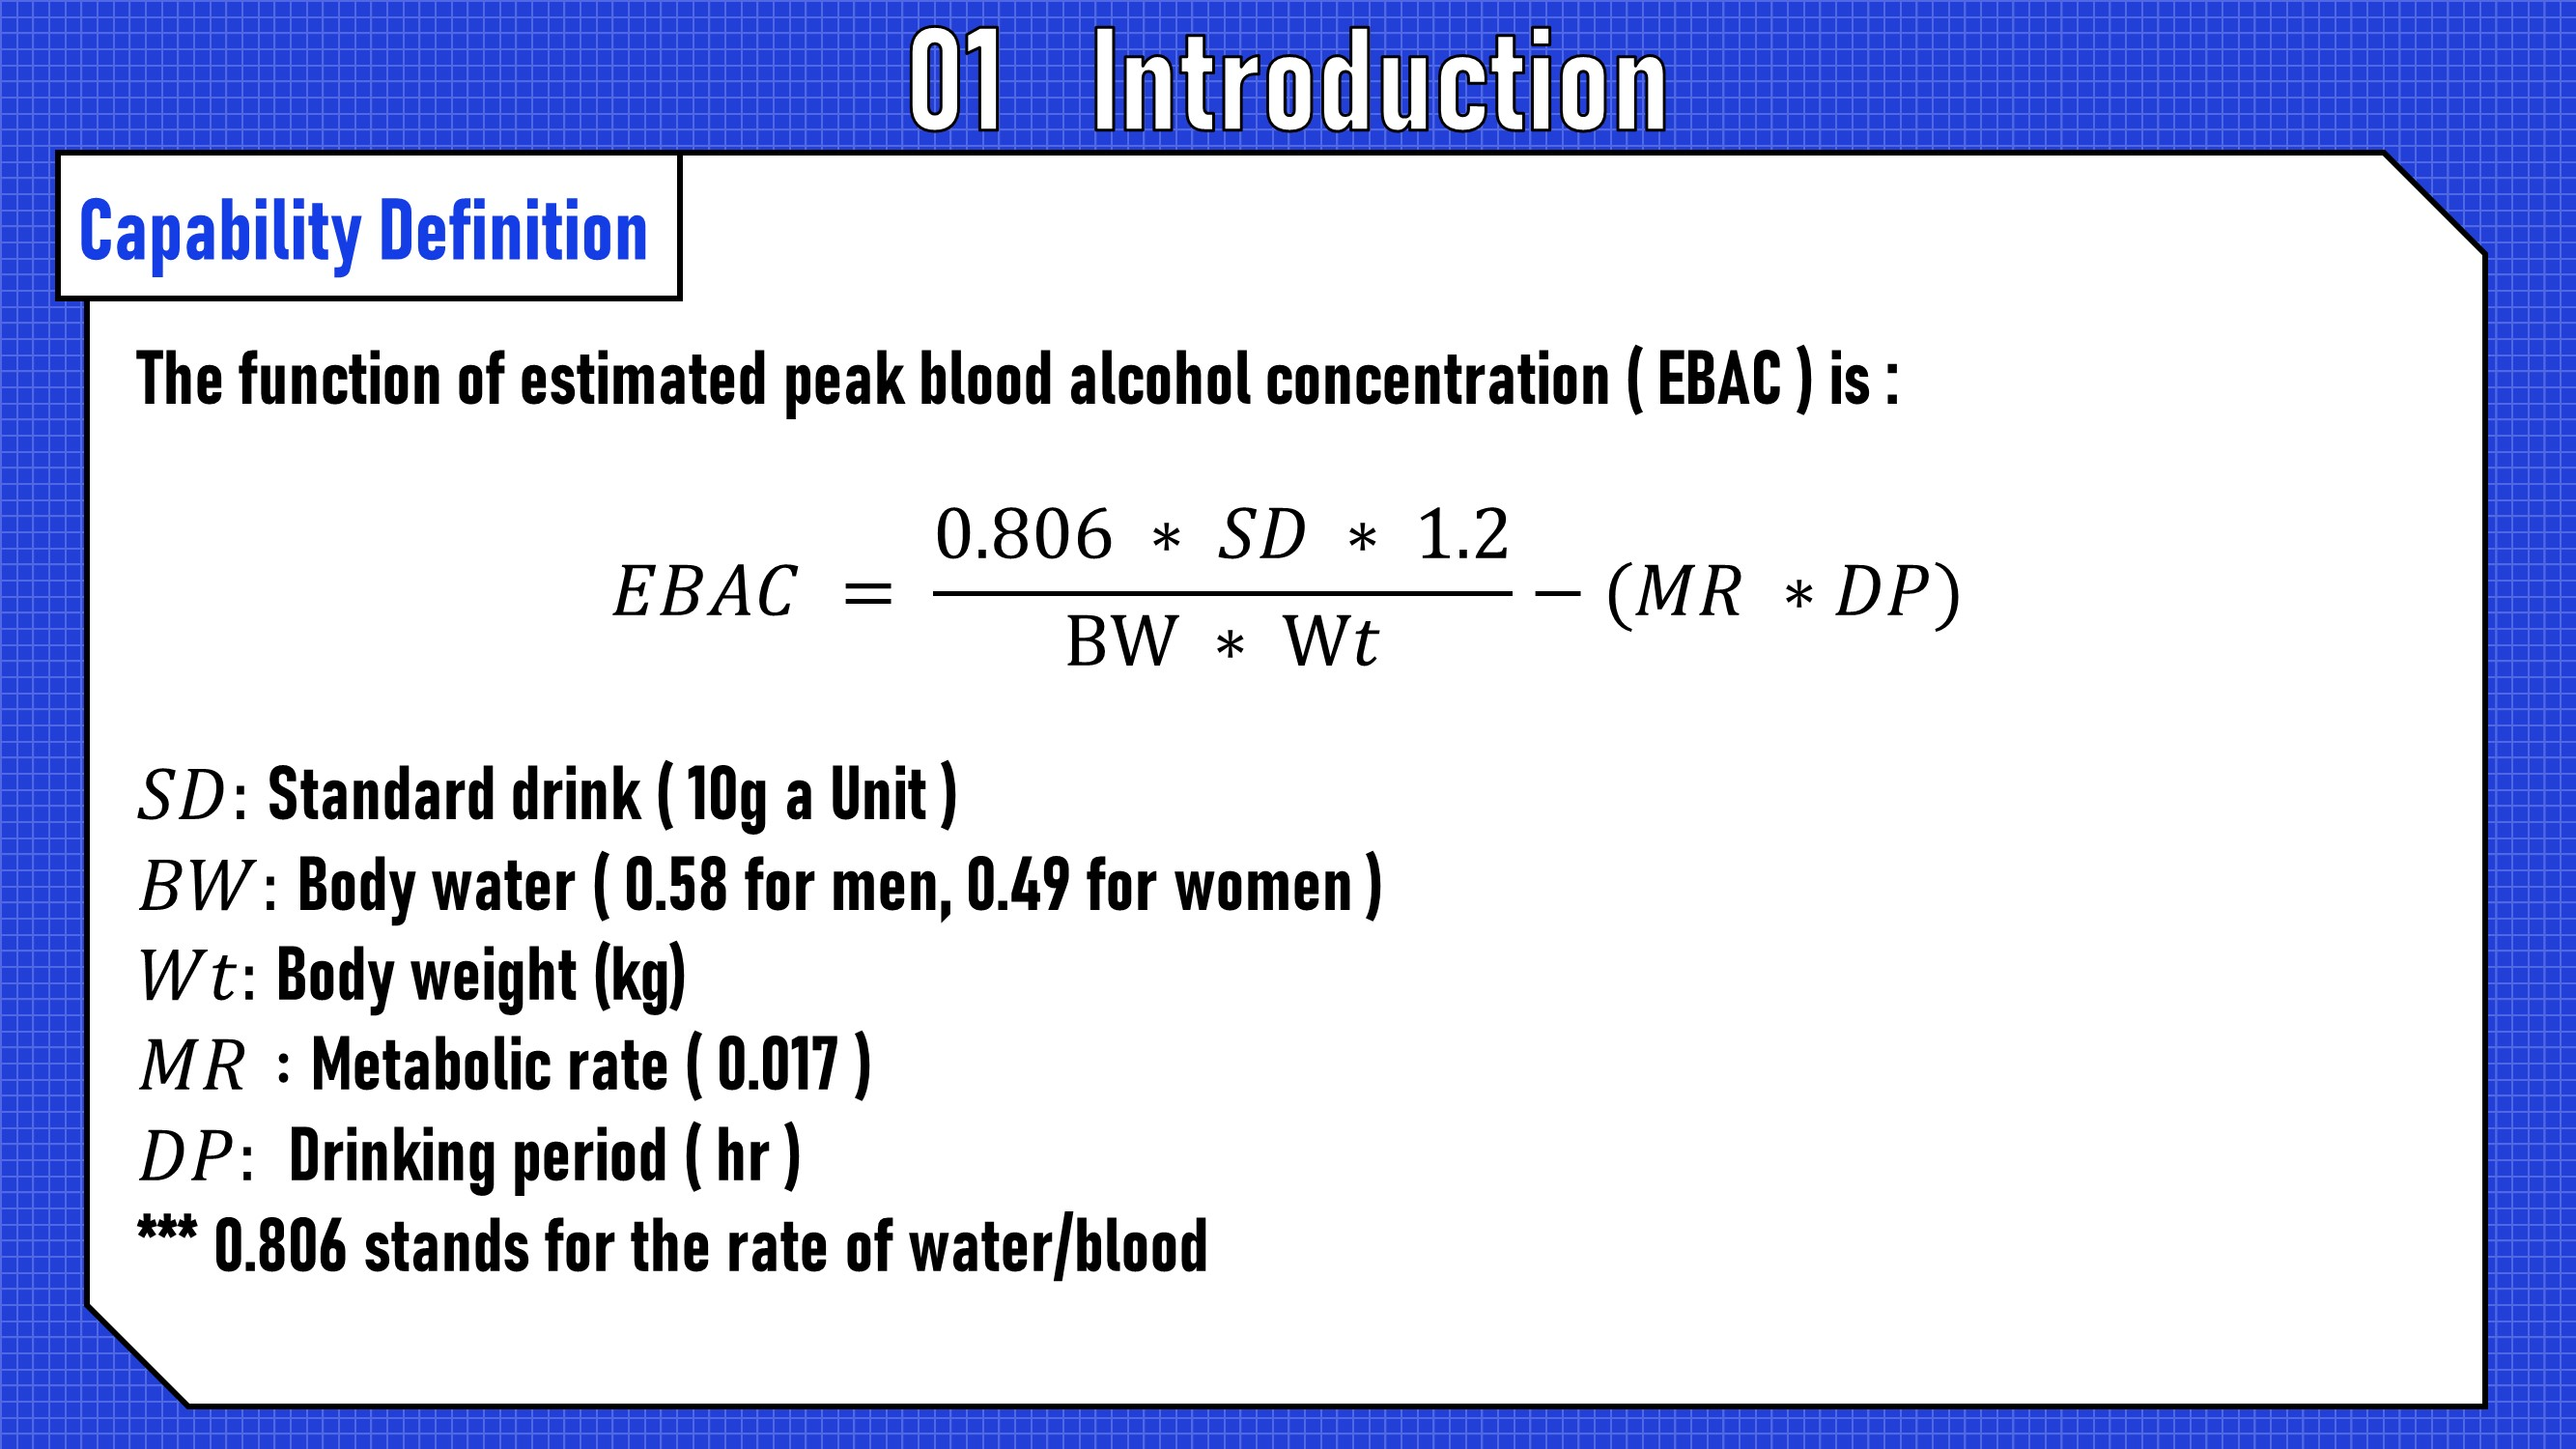 01 Introduction
Capability Definition
The function of estimated peak blood alcohol concentration ( EBAC ) is :
EBAC = \frac{0.806 * SD * 1.2}{BW * Wt} − (MR * DP)
SD: Standard drink ( 10g a Unit )
BW: Body water ( 0.58 for men, 0.49 for women )
Wt: Body weight (kg)
MR : Metabolic rate ( 0.017 )
DP: Drinking period ( hr )
*** 0.806 stands for the rate of water/blood